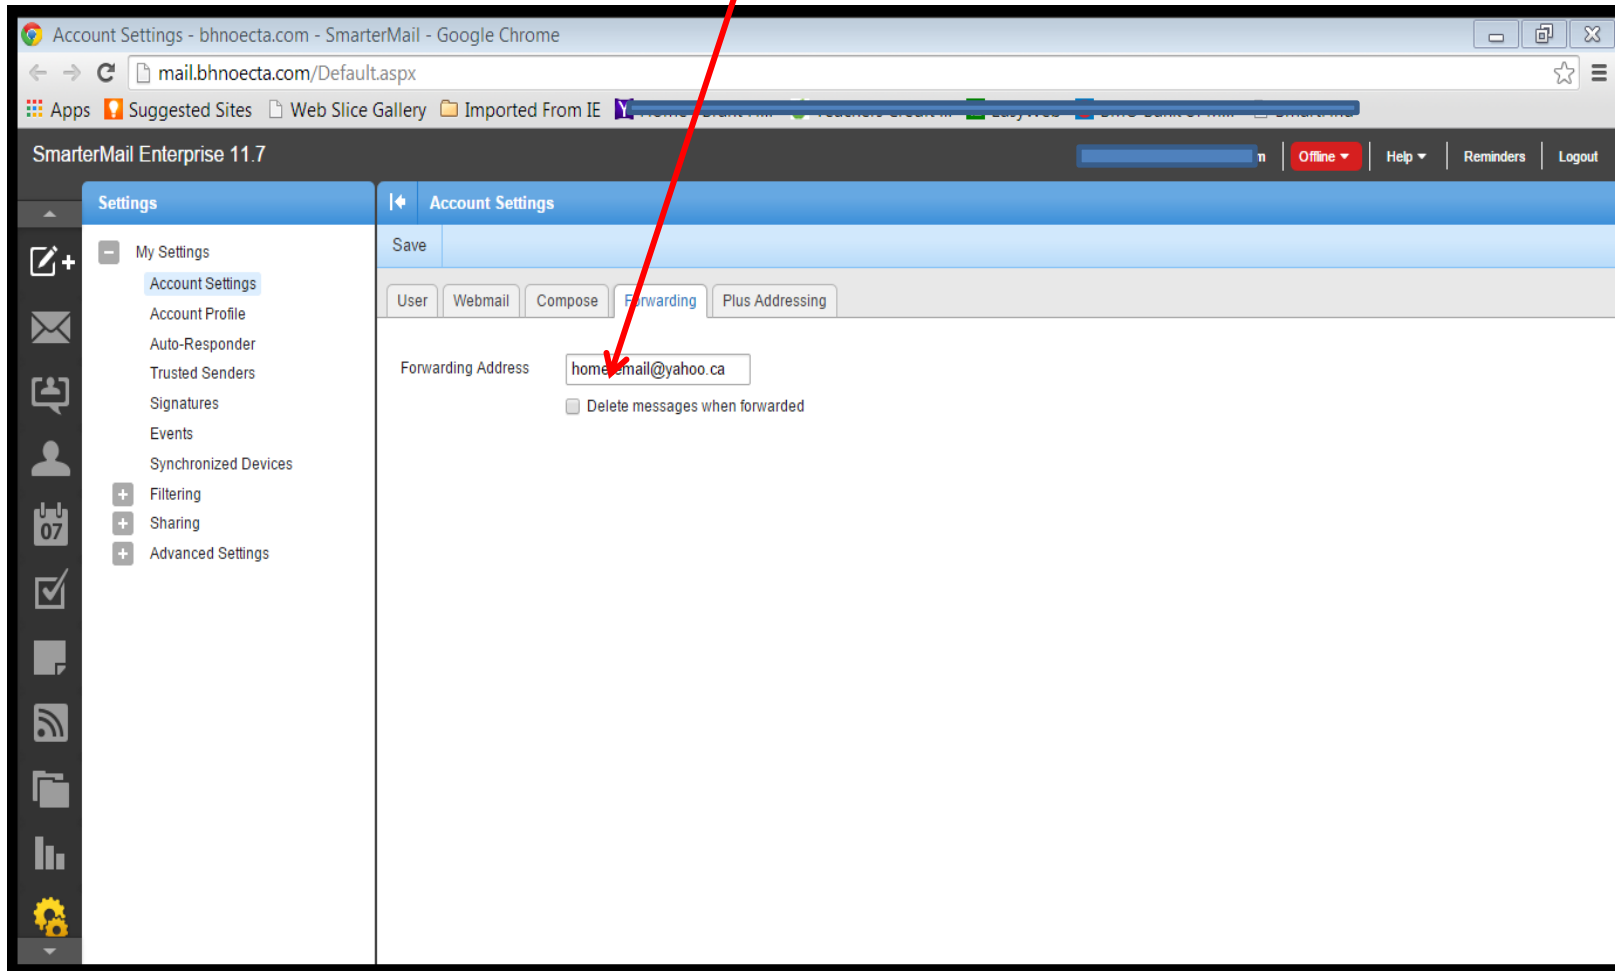 Account Settings - bhnoecta.com - SmarterMail - Google Chrome
mail.bhnoecta.com/Default.aspx
Apps Suggested Sites Web Slice Gallery Imported From IE
SmarterMail Enterprise 11.7 m Offline Help Reminders Logout
Settings Account Settings
Save
My Settings
Account Settings
Account Profile
Auto-Responder
Trusted Senders
Signatures
Events
Synchronized Devices
Filtering
Sharing
Advanced Settings
User Webmail Compose Forwarding Plus Addressing
Forwarding Address
Delete messages when forwarded
07